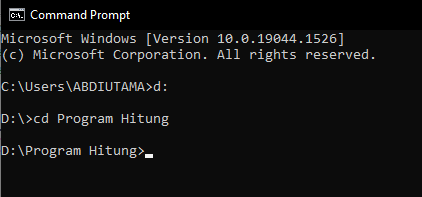 Command Prompt
Microsoft Windows [Version 10.0.19044.1526]
(c) Microsoft Corporation. All rights reserved.
C:\Users\ABDIUTAMA>d:
D:\>cd Program Hitung
D:\Program Hitung>